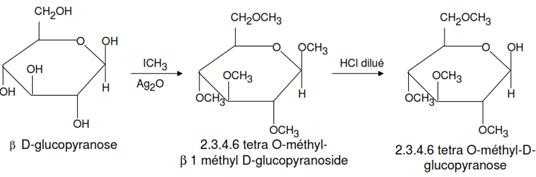 CH2OH
O
OH
OH
OH
H
OH
β D-glucopyranose
ICH3
Ag2O
CH2OCH3
O
OCH3
OCH3
OCH3
H
OCH3
2.3.4.6 tetra O-méthyl-
β 1 méthyl D-glucopyranoside
HCl dilué
CH2OCH3
O
OH
OCH3
OCH3
H
OCH3
2.3.4.6 tetra O-méthyl-D-
glucopyranose